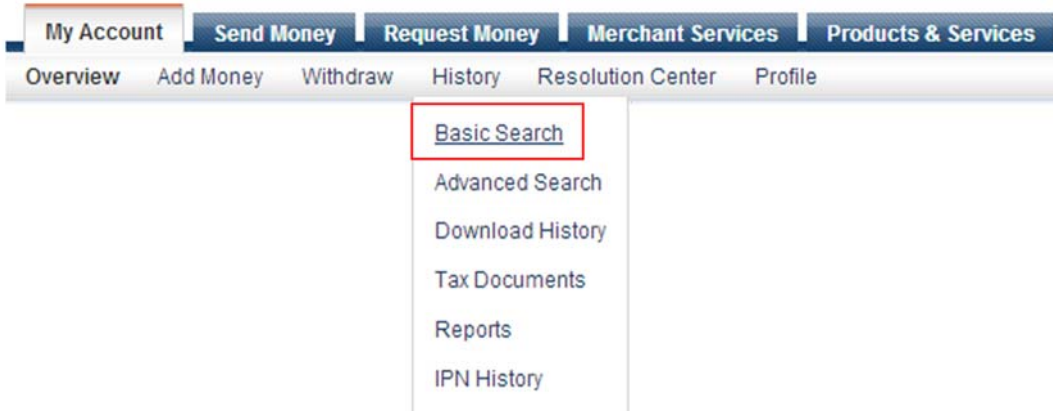 My Account Send Money Request Money Merchant Services Products & Services
Overview Add Money Withdraw History Resolution Center Profile
Basic Search
Advanced Search
Download History
Tax Documents
Reports
IPN History